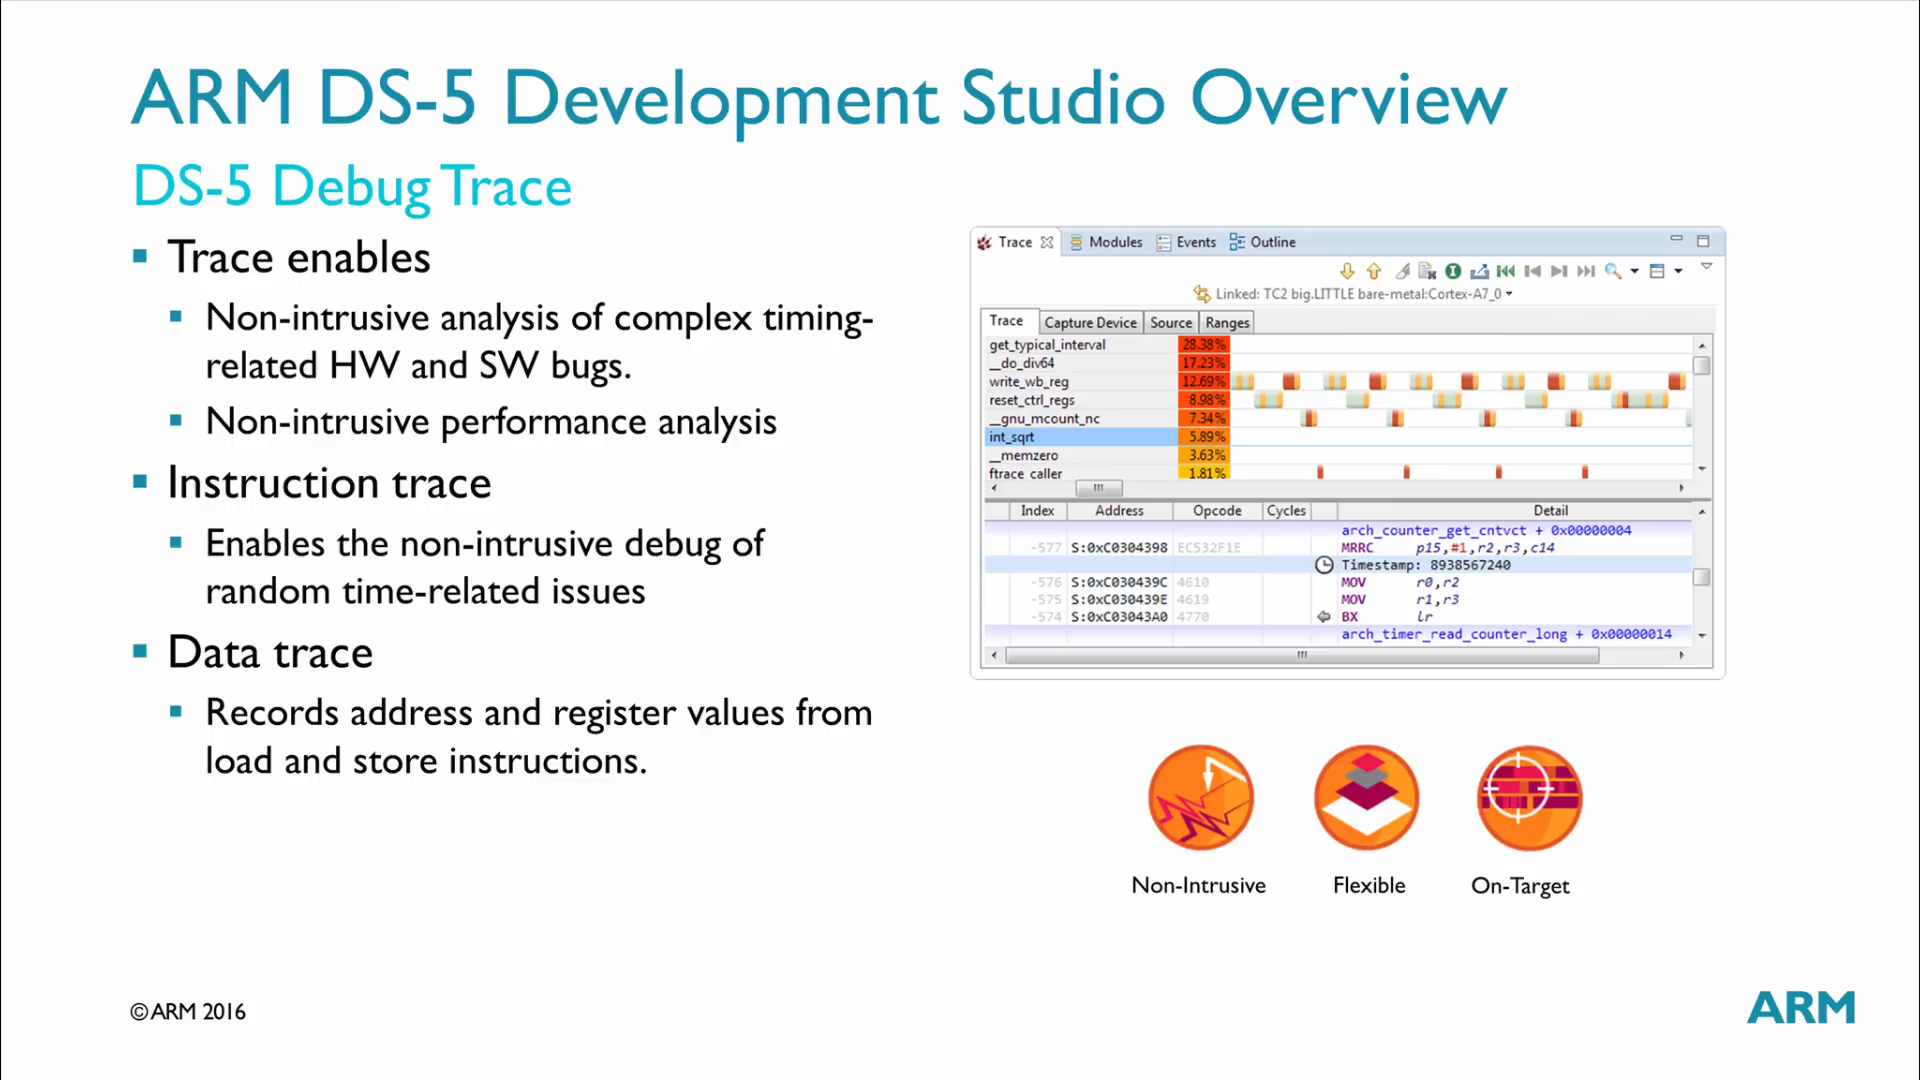 ARM DS-5 Development Studio Overview
DS-5 Debug Trace
Trace enables
Non-intrusive analysis of complex timing-
related HW and SW bugs.
Non-intrusive performance analysis
Instruction trace
Enables the non-intrusive debug of
random time-related issues
Data trace
Records address and register values from
load and store instructions.
Trace Modules Events Outline
Linked: TC2 big.LITTLE bare-metal:Cortex-A7_0
Trace Capture Device Source Ranges
get_typical_interval 28.38%
__do_div64 17.23%
write_wb_reg 12.69%
reset_ctrl_regs 8.98%
__gnu_mcount_nc 7.34%
int_sqrt 5.89%
__memzero 3.63%
ftrace_caller 1.81%
Index Address Opcode Cycles Detail
arch_counter_get_cntvct + 0x00000004
-577 S:0xC0304398 EC532F1E MRRC p15,#1,r2,r3,c14
Timestamp: 8938567240
-576 S:0xC030439C 4610 MOV r0,r2
-575 S:0xC030439E 4619 MOV r1,r3
-574 S:0xC03043A0 4770 BX lr
arch_timer_read_counter_long + 0x00000014
Non-Intrusive Flexible On-Target
© ARM 2016
ARM